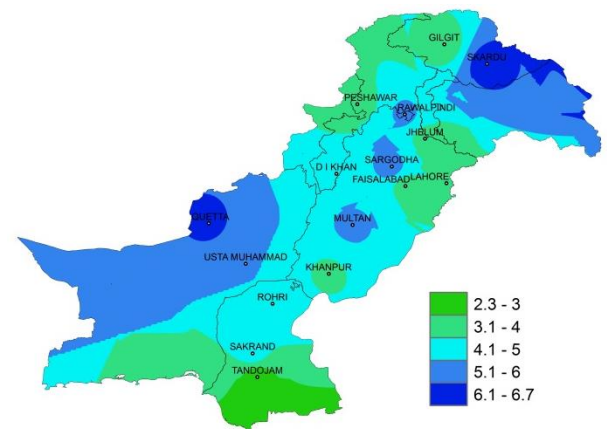 GILGIT
SKARDU
PESHAWAR
RAWALPINDI
JHELUM
SARGODHA
D I KHAN
FAISALABAD
LAHORE
QUETTA
MULTAN
USTA MUHAMMAD
KHANPUR
ROHRI
SAKRAND
TANDOJAM
2.3 - 3
3.1 - 4
4.1 - 5
5.1 - 6
6.1 - 6.7